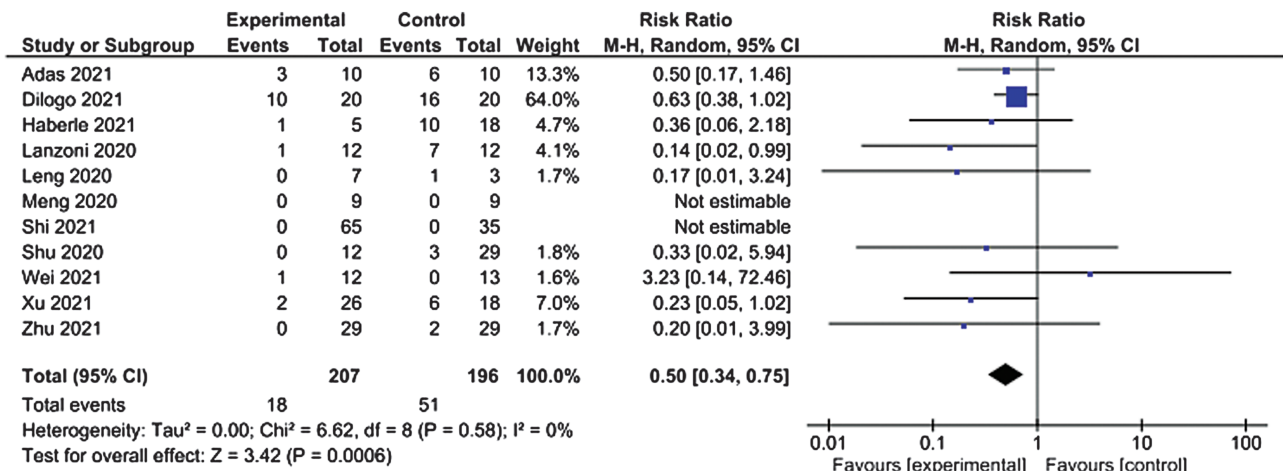 Experimental Control Risk Ratio Risk Ratio
Study or Subgroup Events Total Events Total Weight M-H, Random, 95% CI M-H, Random, 95% CI
Adas 2021 3 10 6 10 13.3% 0.50 [0.17, 1.46]
Dilogo 2021 10 20 16 20 64.0% 0.63 [0.38, 1.02]
Haberle 2021 1 5 10 18 4.7% 0.36 [0.06, 2.18]
Lanzoni 2020 1 12 7 12 4.1% 0.14 [0.02, 0.99]
Leng 2020 0 7 1 3 1.7% 0.17 [0.01, 3.24]
Meng 2020 0 9 0 9 Not estimable
Shi 2021 0 65 0 35 Not estimable
Shu 2020 0 12 3 29 1.8% 0.33 [0.02, 5.94]
Wei 2021 1 12 0 13 1.6% 3.23 [0.14, 72.46]
Xu 2021 2 26 6 18 7.0% 0.23 [0.05, 1.02]
Zhu 2021 0 29 2 29 1.7% 0.20 [0.01, 3.99]
Total (95% CI) 207 196 100.0% 0.50 [0.34, 0.75]
Total events 18 51
Heterogeneity: Tau² = 0.00; Chi² = 6.62, df = 8 (P = 0.58); I² = 0%
Test for overall effect: Z = 3.42 (P = 0.0006)
0.01 0.1 1 10 100
Favours [experimental] Favours [control]